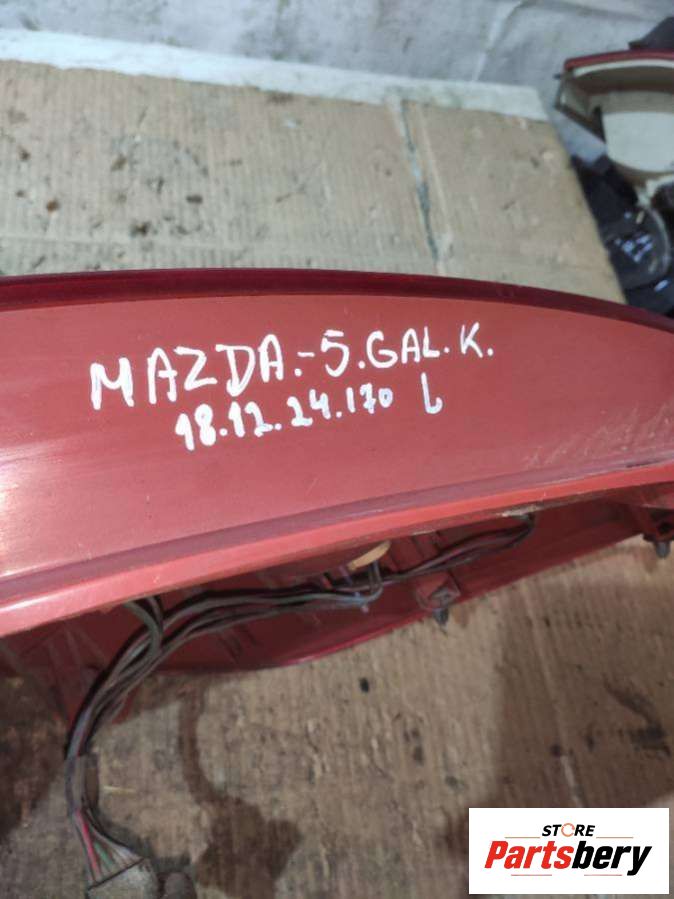 MAZDA.-5.GAL.K.
18.12.24.170 L
STORE
Partsbery